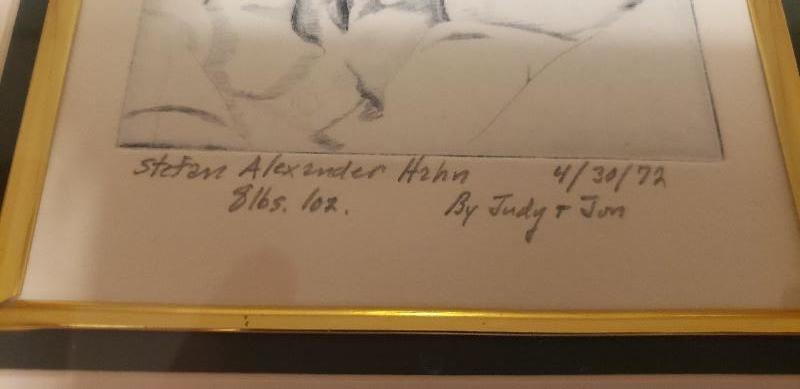 Stefan Alexander Hahn 4/30/72
8lbs. 1oz. By Judy + Jon